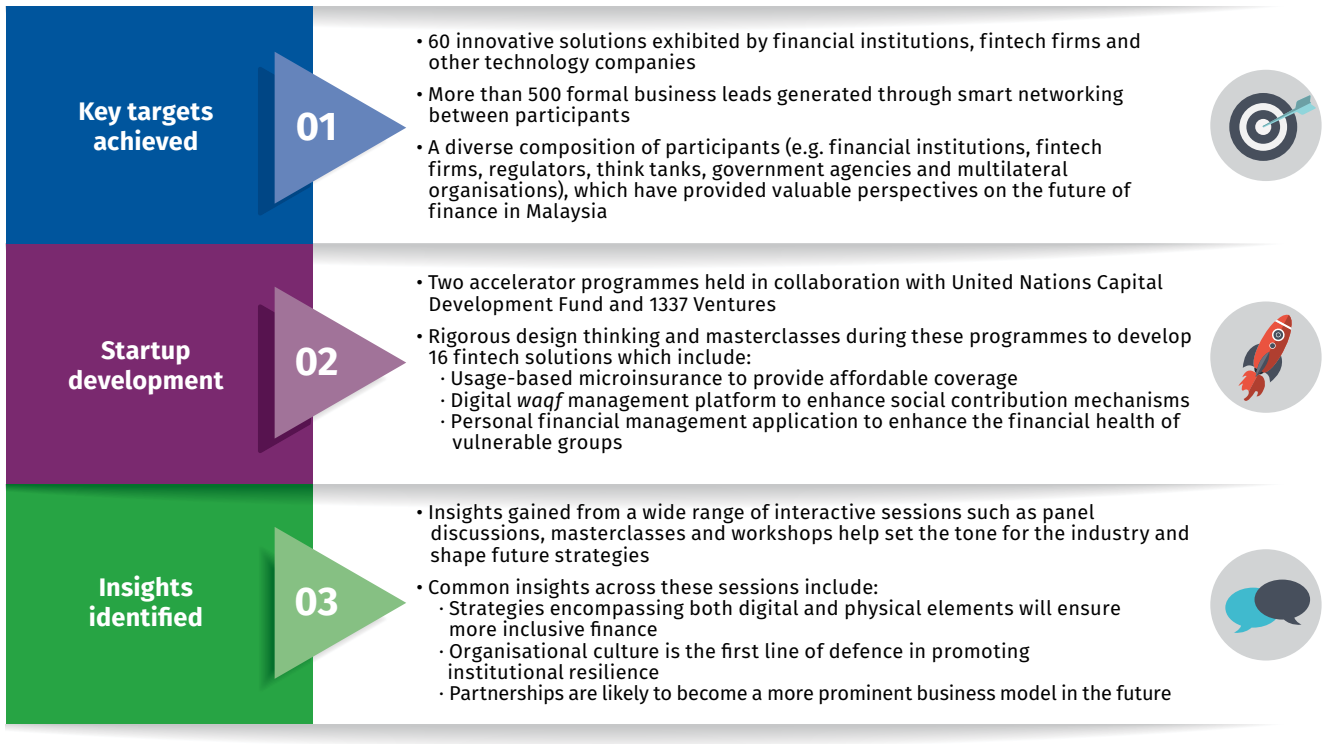 Key targets
achieved
01
• 60 innovative solutions exhibited by financial institutions, fintech firms and
other technology companies
• More than 500 formal business leads generated through smart networking
between participants
• A diverse composition of participants (e.g. financial institutions, fintech
firms, regulators, think tanks, government agencies and multilateral
organisations), which have provided valuable perspectives on the future of
finance in Malaysia
Startup
development
02
• Two accelerator programmes held in collaboration with United Nations Capital
Development Fund and 1337 Ventures
• Rigorous design thinking and masterclasses during these programmes to develop
16 fintech solutions which include:
· Usage-based microinsurance to provide affordable coverage
· Digital waqf management platform to enhance social contribution mechanisms
· Personal financial management application to enhance the financial health of
vulnerable groups
Insights
identified
03
• Insights gained from a wide range of interactive sessions such as panel
discussions, masterclasses and workshops help set the tone for the industry and
shape future strategies
• Common insights across these sessions include:
· Strategies encompassing both digital and physical elements will ensure
more inclusive finance
· Organisational culture is the first line of defence in promoting
institutional resilience
· Partnerships are likely to become a more prominent business model in the future